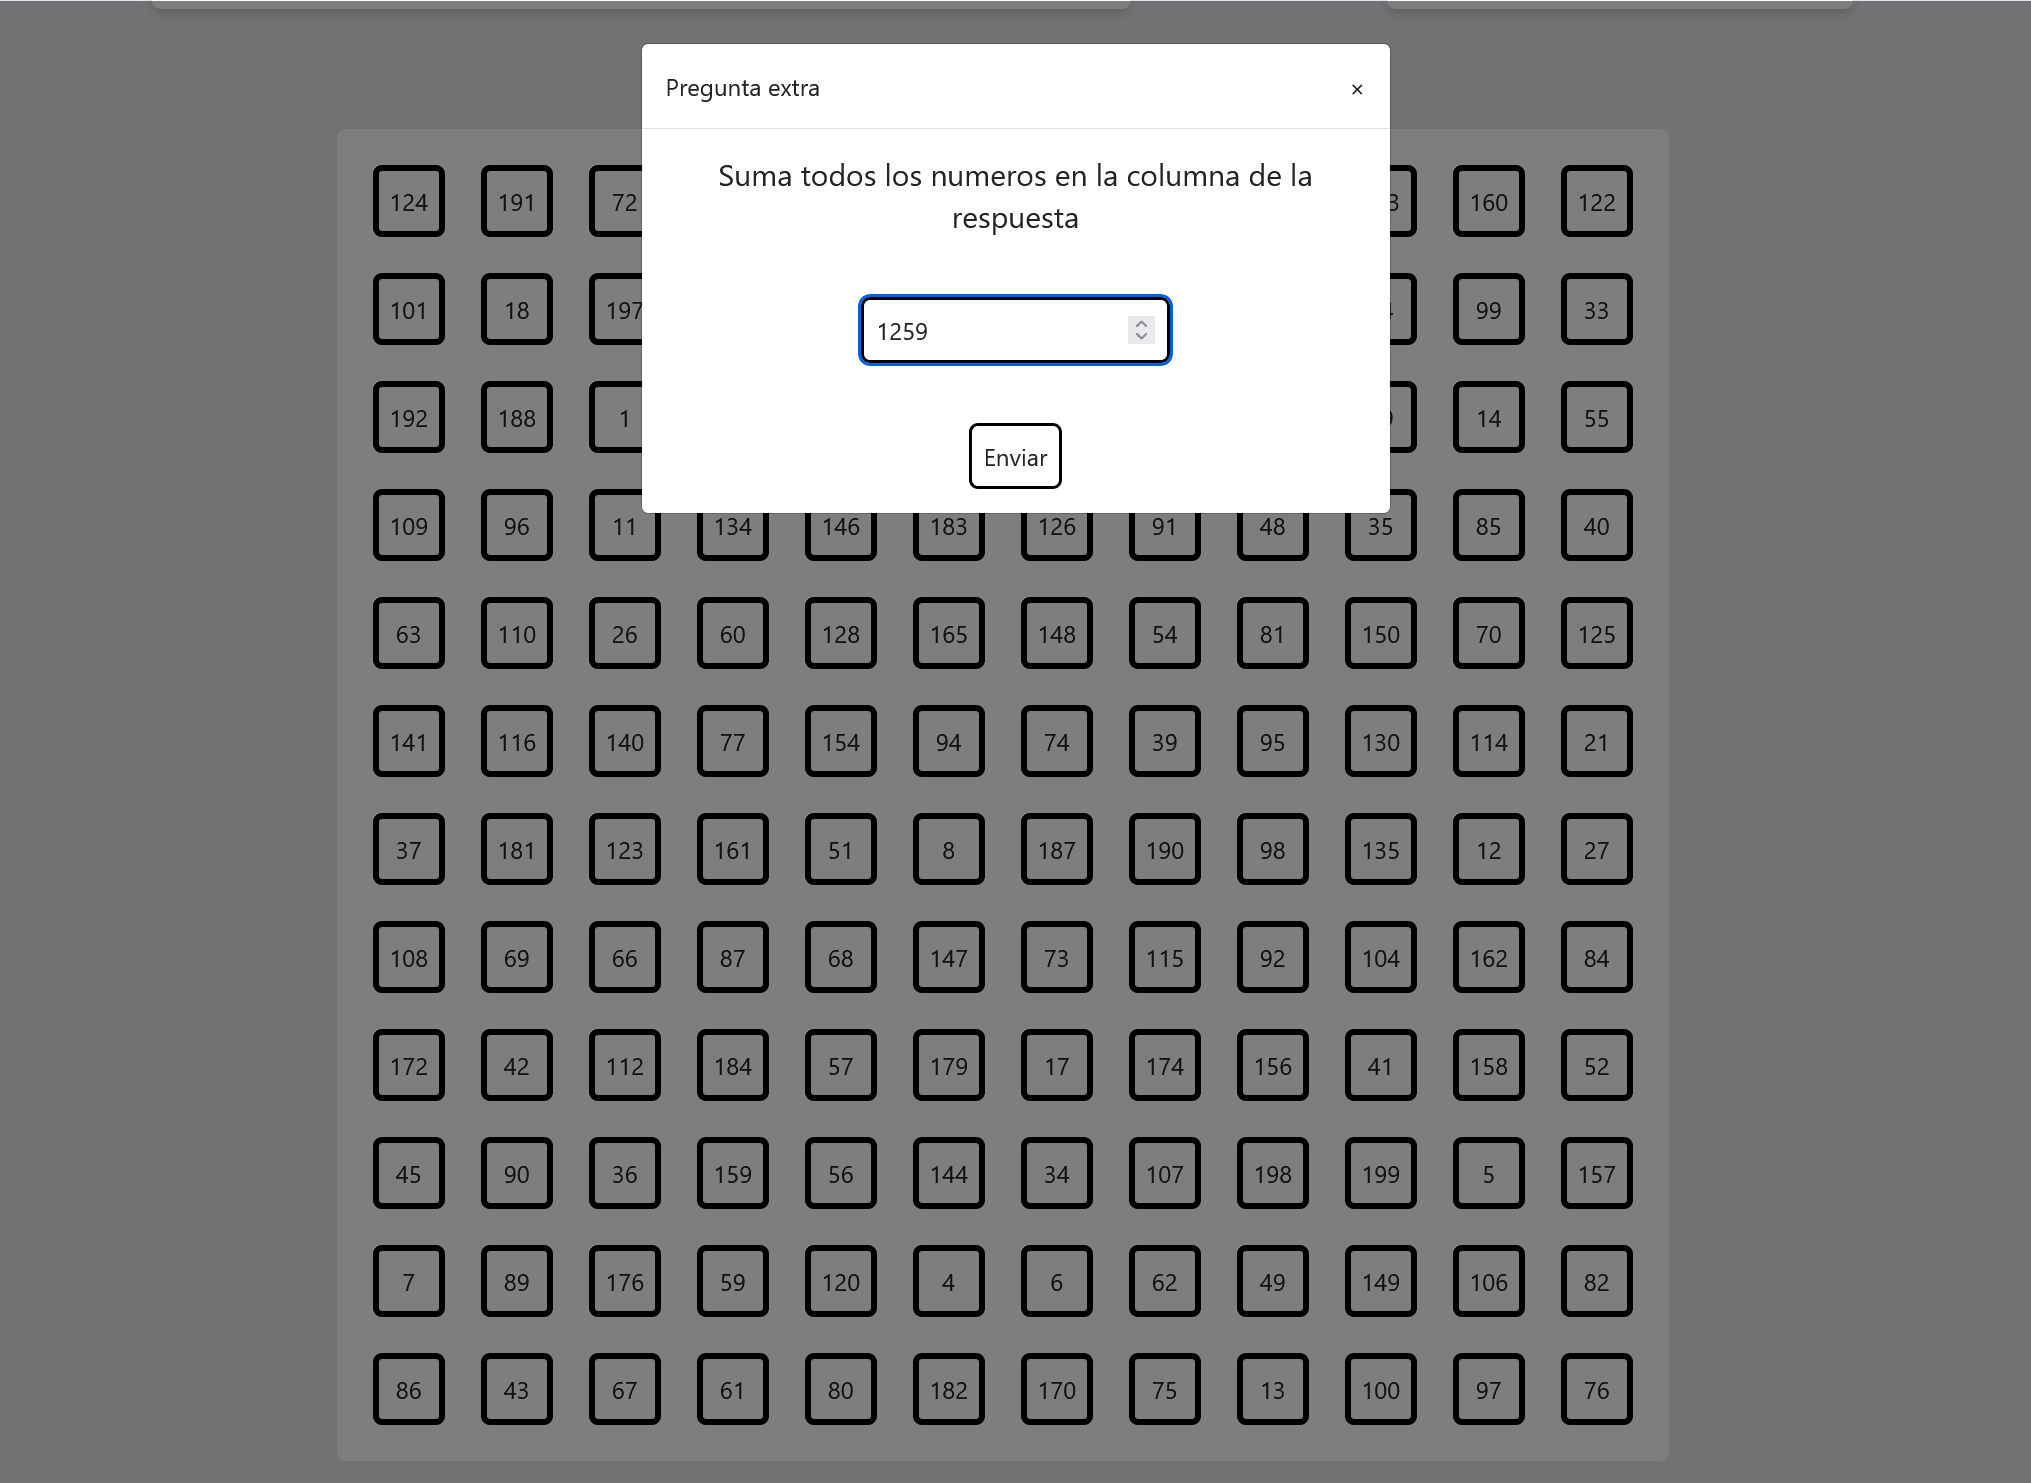 Pregunta extra ×
Suma todos los numeros en la columna de la
respuesta
1259
Enviar
124 191 72 160 122
101 18 197 99 33
192 188 1 14 55
109 96 11 134 146 183 126 91 48 35 85 40
63 110 26 60 128 165 148 54 81 150 70 125
141 116 140 77 154 94 74 39 95 130 114 21
37 181 123 161 51 8 187 190 98 135 12 27
108 69 66 87 68 147 73 115 92 104 162 84
172 42 112 184 57 179 17 174 156 41 158 52
45 90 36 159 56 144 34 107 198 199 5 157
7 89 176 59 120 4 6 62 49 149 106 82
86 43 67 61 80 182 170 75 13 100 97 76